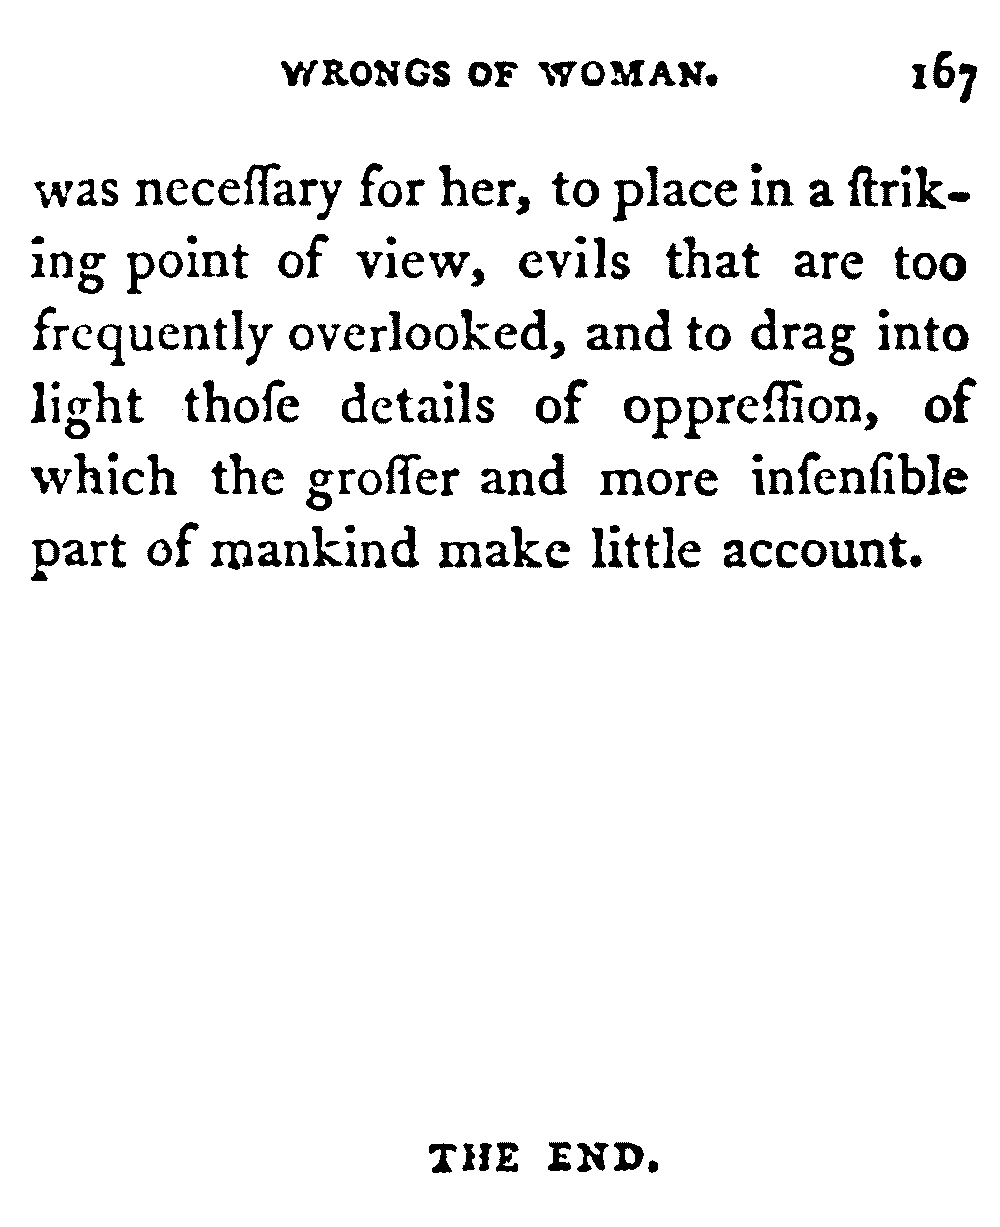 WRONGS OF WOMAN. 167
was neceſſary for her, to place in a ſtrik-
ing point of view, evils that are too
frequently overlooked, and to drag into
light thoſe details of oppreſſion, of
which the groſſer and more inſenſible
part of mankind make little account.
THE END.